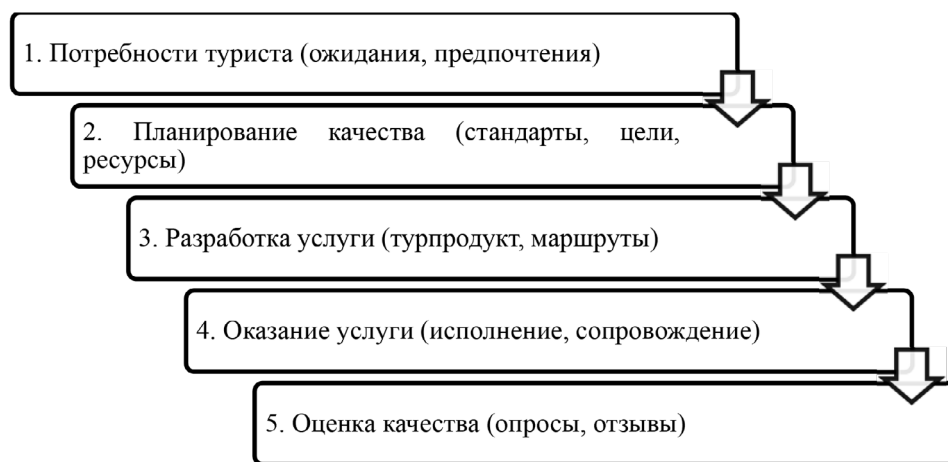 1. Потребности туриста (ожидания, предпочтения)
2. Планирование качества (стандарты, цели,
ресурсы)
3. Разработка услуги (турпродукт, маршруты)
4. Оказание услуги (исполнение, сопровождение)
5. Оценка качества (опросы, отзывы)